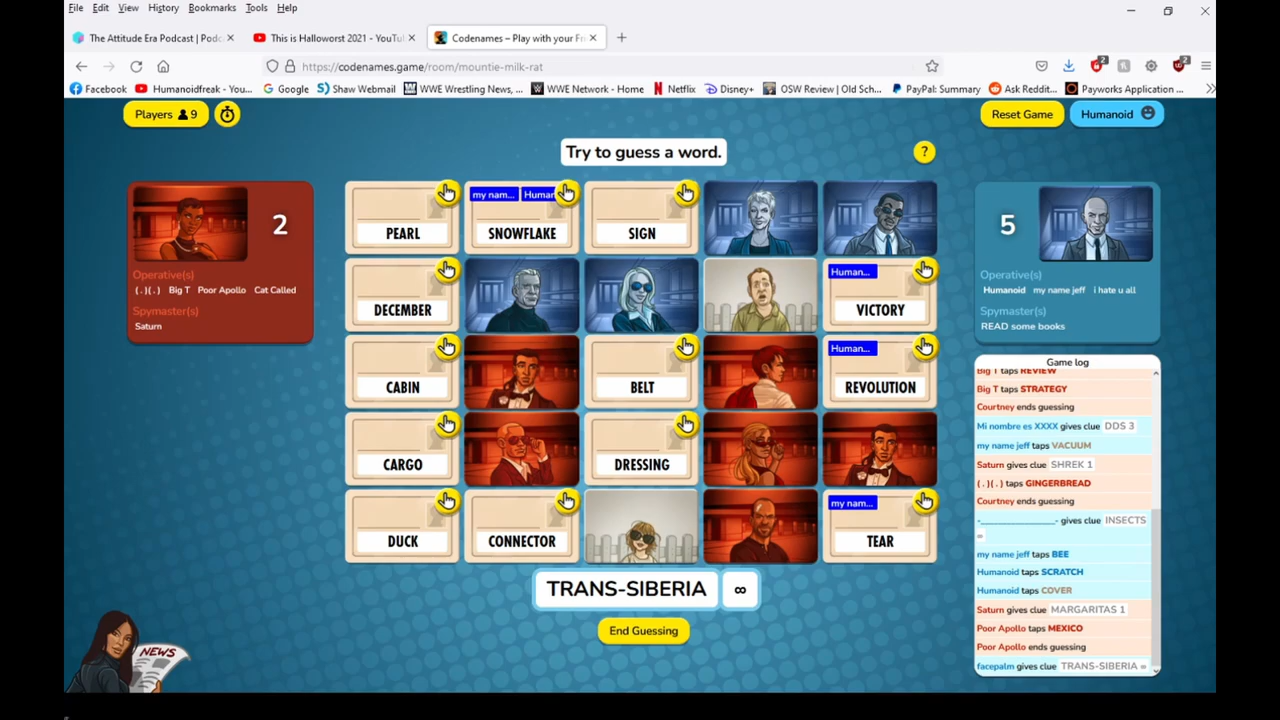 File Edit View History Bookmarks Tools Help
The Attitude Era Podcast | Podc
This is Halloworst 2021 - YouTu
Codenames – Play with your Fr
https://codenames.game/room/mountie-milk-rat
Facebook Humanoidfreak - You... Google Shaw Webmail WWE Wrestling News, ... WWE Network - Home Netflix Disney+ OSW Review | Old Sch... PayPal: Summary Ask Reddit... Payworks Application ...
Players 9
Reset Game
Humanoid
Try to guess a word.
?
2
Operative(s)
(.)(.) Big T Poor Apollo Cat Called
Spymaster(s)
Saturn
PEARL
my nam... Human
SNOWFLAKE
SIGN
DECEMBER
Human...
VICTORY
CABIN
BELT
Human...
REVOLUTION
CARGO
DRESSING
DUCK
CONNECTOR
my nam...
TEAR
TRANS-SIBERIA ∞
End Guessing
NEWS
5
Operative(s)
Humanoid my name jeff i hate u all
Spymaster(s)
READ some books
Game log
Big T taps REVIEW
Big T taps STRATEGY
Courtney ends guessing
Mi nombre es XXXX gives clue DDS 3
my name jeff taps VACUUM
Saturn gives clue SHREK 1
(.)(.) taps GINGERBREAD
Courtney ends guessing
-__________________- gives clue INSECTS
∞
my name jeff taps BEE
Humanoid taps SCRATCH
Humanoid taps COVER
Saturn gives clue MARGARITAS 1
Poor Apollo taps MEXICO
Poor Apollo ends guessing
facepalm gives clue TRANS-SIBERIA ∞